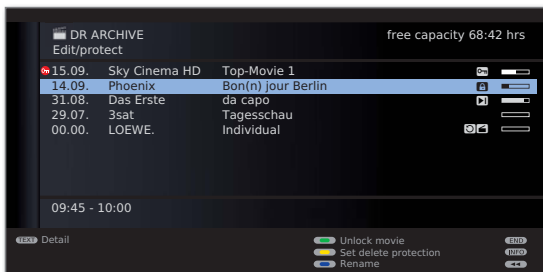 DR ARCHIVE free capacity 68:42 hrs
Edit/protect
15.09. Sky Cinema HD Top-Movie 1
14.09. Phoenix Bon(n) jour Berlin
31.08. Das Erste da capo
29.07. 3sat Tagesschau
00.00. LOEWE. Individual
09:45 - 10:00
TEXT Detail Unlock movie END
Set delete protection INFO
Rename